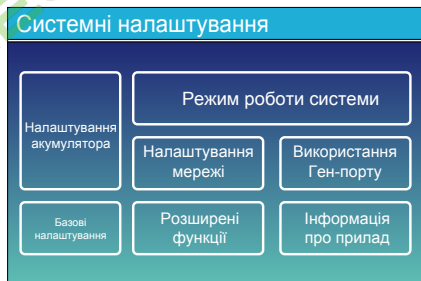 Системні налаштування
Налаштування
акумулятора
Режим роботи системи
Налаштування
мережі
Використання
Ген-порту
Базові
налаштування
Розширені
функції
Інформація
про прилад